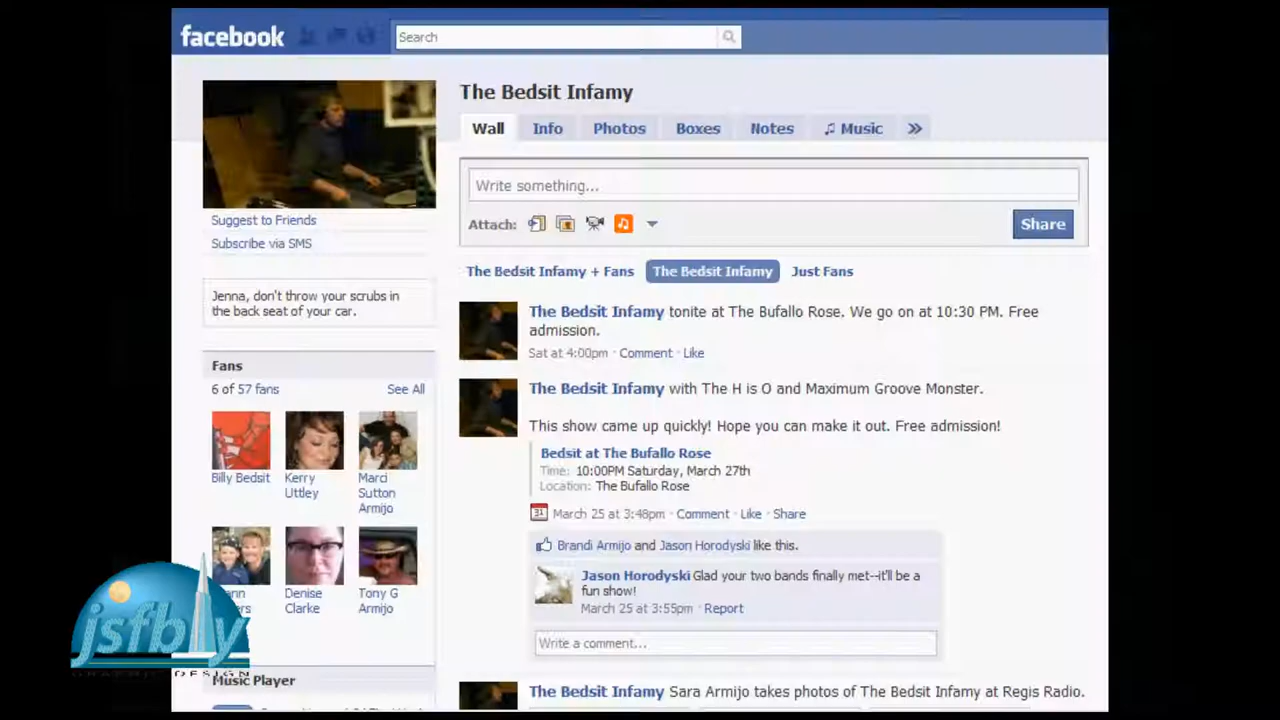 facebook
Search
The Bedsit Infamy
Wall Info Photos Boxes Notes Music
Write something...
Attach:
Share
Suggest to Friends
Subscribe via SMS
Jenna, don't throw your scrubs in
the back seat of your car.
Fans
6 of 57 fans See All
Billy Bedsit
Kerry
Uttley
Marci
Sutton
Armijo
Denise
Clarke
Tony G
Armijo
Music Player
The Bedsit Infamy + Fans The Bedsit Infamy Just Fans
The Bedsit Infamy tonite at The Bufallo Rose. We go on at 10:30 PM. Free
admission.
Sat at 4:00pm · Comment · Like
The Bedsit Infamy with The H is O and Maximum Groove Monster.
This show came up quickly! Hope you can make it out. Free admission!
Bedsit at The Bufallo Rose
Time: 10:00PM Saturday, March 27th
Location: The Bufallo Rose
31 March 25 at 3:48pm · Comment · Like · Share
Brandi Armijo and Jason Horodyski like this.
Jason Horodyski Glad your two bands finally met--it'll be a
fun show!
March 25 at 3:55pm · Report
Write a comment...
The Bedsit Infamy Sara Armijo takes photos of The Bedsit Infamy at Regis Radio.
jsfbly
GRAPHIC DESIGN